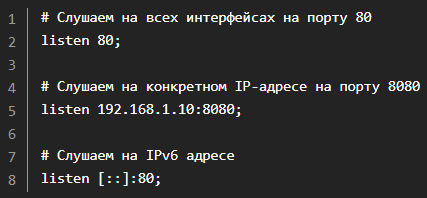 1 # Слушаем на всех интерфейсах на порту 80
2 listen 80;
3
4 # Слушаем на конкретном IP-адресе на порту 8080
5 listen 192.168.1.10:8080;
6
7 # Слушаем на IPv6 адресе
8 listen [::]:80;